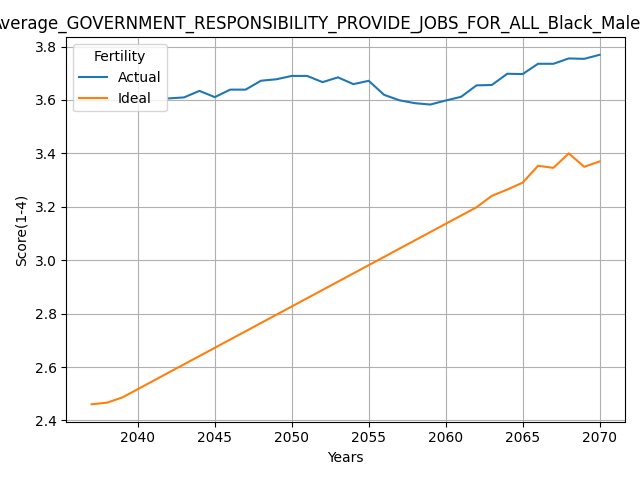 Average_GOVERNMENT_RESPONSIBILITY_PROVIDE_JOBS_FOR_ALL_Black_Male
3.8
3.6
3.4
3.2
3.0
2.8
2.6
2.4
Score(1-4)
Fertility
Actual
Ideal
2040 2045 2050 2055 2060 2065 2070
Years